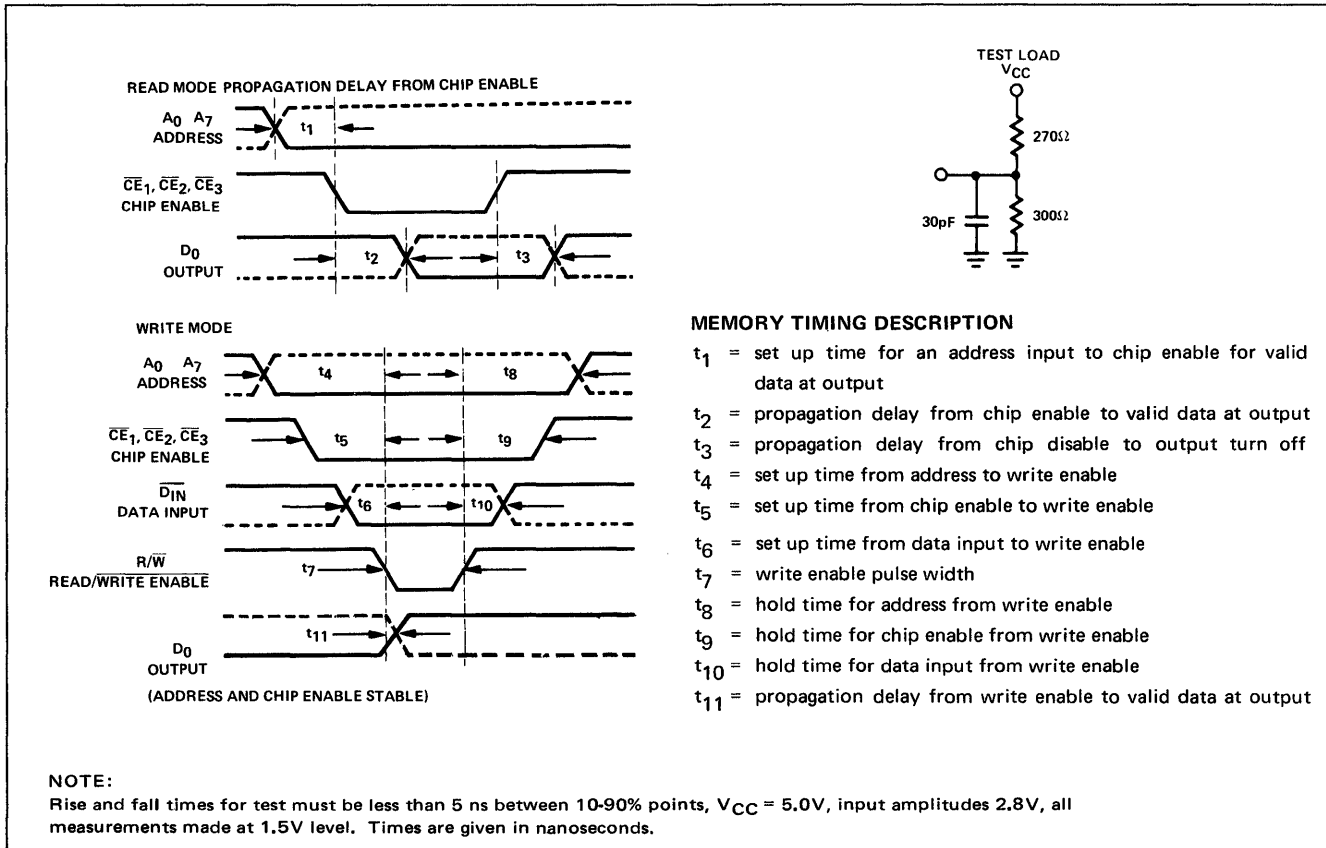 READ MODE PROPAGATION DELAY FROM CHIP ENABLE
A0 A7
ADDRESS
t1
CE1, CE2, CE3
CHIP ENABLE
D0
OUTPUT
t2
t3
WRITE MODE
A0 A7
ADDRESS
t4
t8
CE1, CE2, CE3
CHIP ENABLE
t5
t9
DIN
DATA INPUT
t6
t10
R/W
READ/WRITE ENABLE
t7
t11
D0
OUTPUT
(ADDRESS AND CHIP ENABLE STABLE)
TEST LOAD
VCC
270Ω
30pF
300Ω
MEMORY TIMING DESCRIPTION
t1 = set up time for an address input to chip enable for valid
data at output
t2 = propagation delay from chip enable to valid data at output
t3 = propagation delay from chip disable to output turn off
t4 = set up time from address to write enable
t5 = set up time from chip enable to write enable
t6 = set up time from data input to write enable
t7 = write enable pulse width
t8 = hold time for address from write enable
t9 = hold time for chip enable from write enable
t10 = hold time for data input from write enable
t11 = propagation delay from write enable to valid data at output
NOTE:
Rise and fall times for test must be less than 5 ns between 10-90% points, VCC = 5.0V, input amplitudes 2.8V, all
measurements made at 1.5V level. Times are given in nanoseconds.